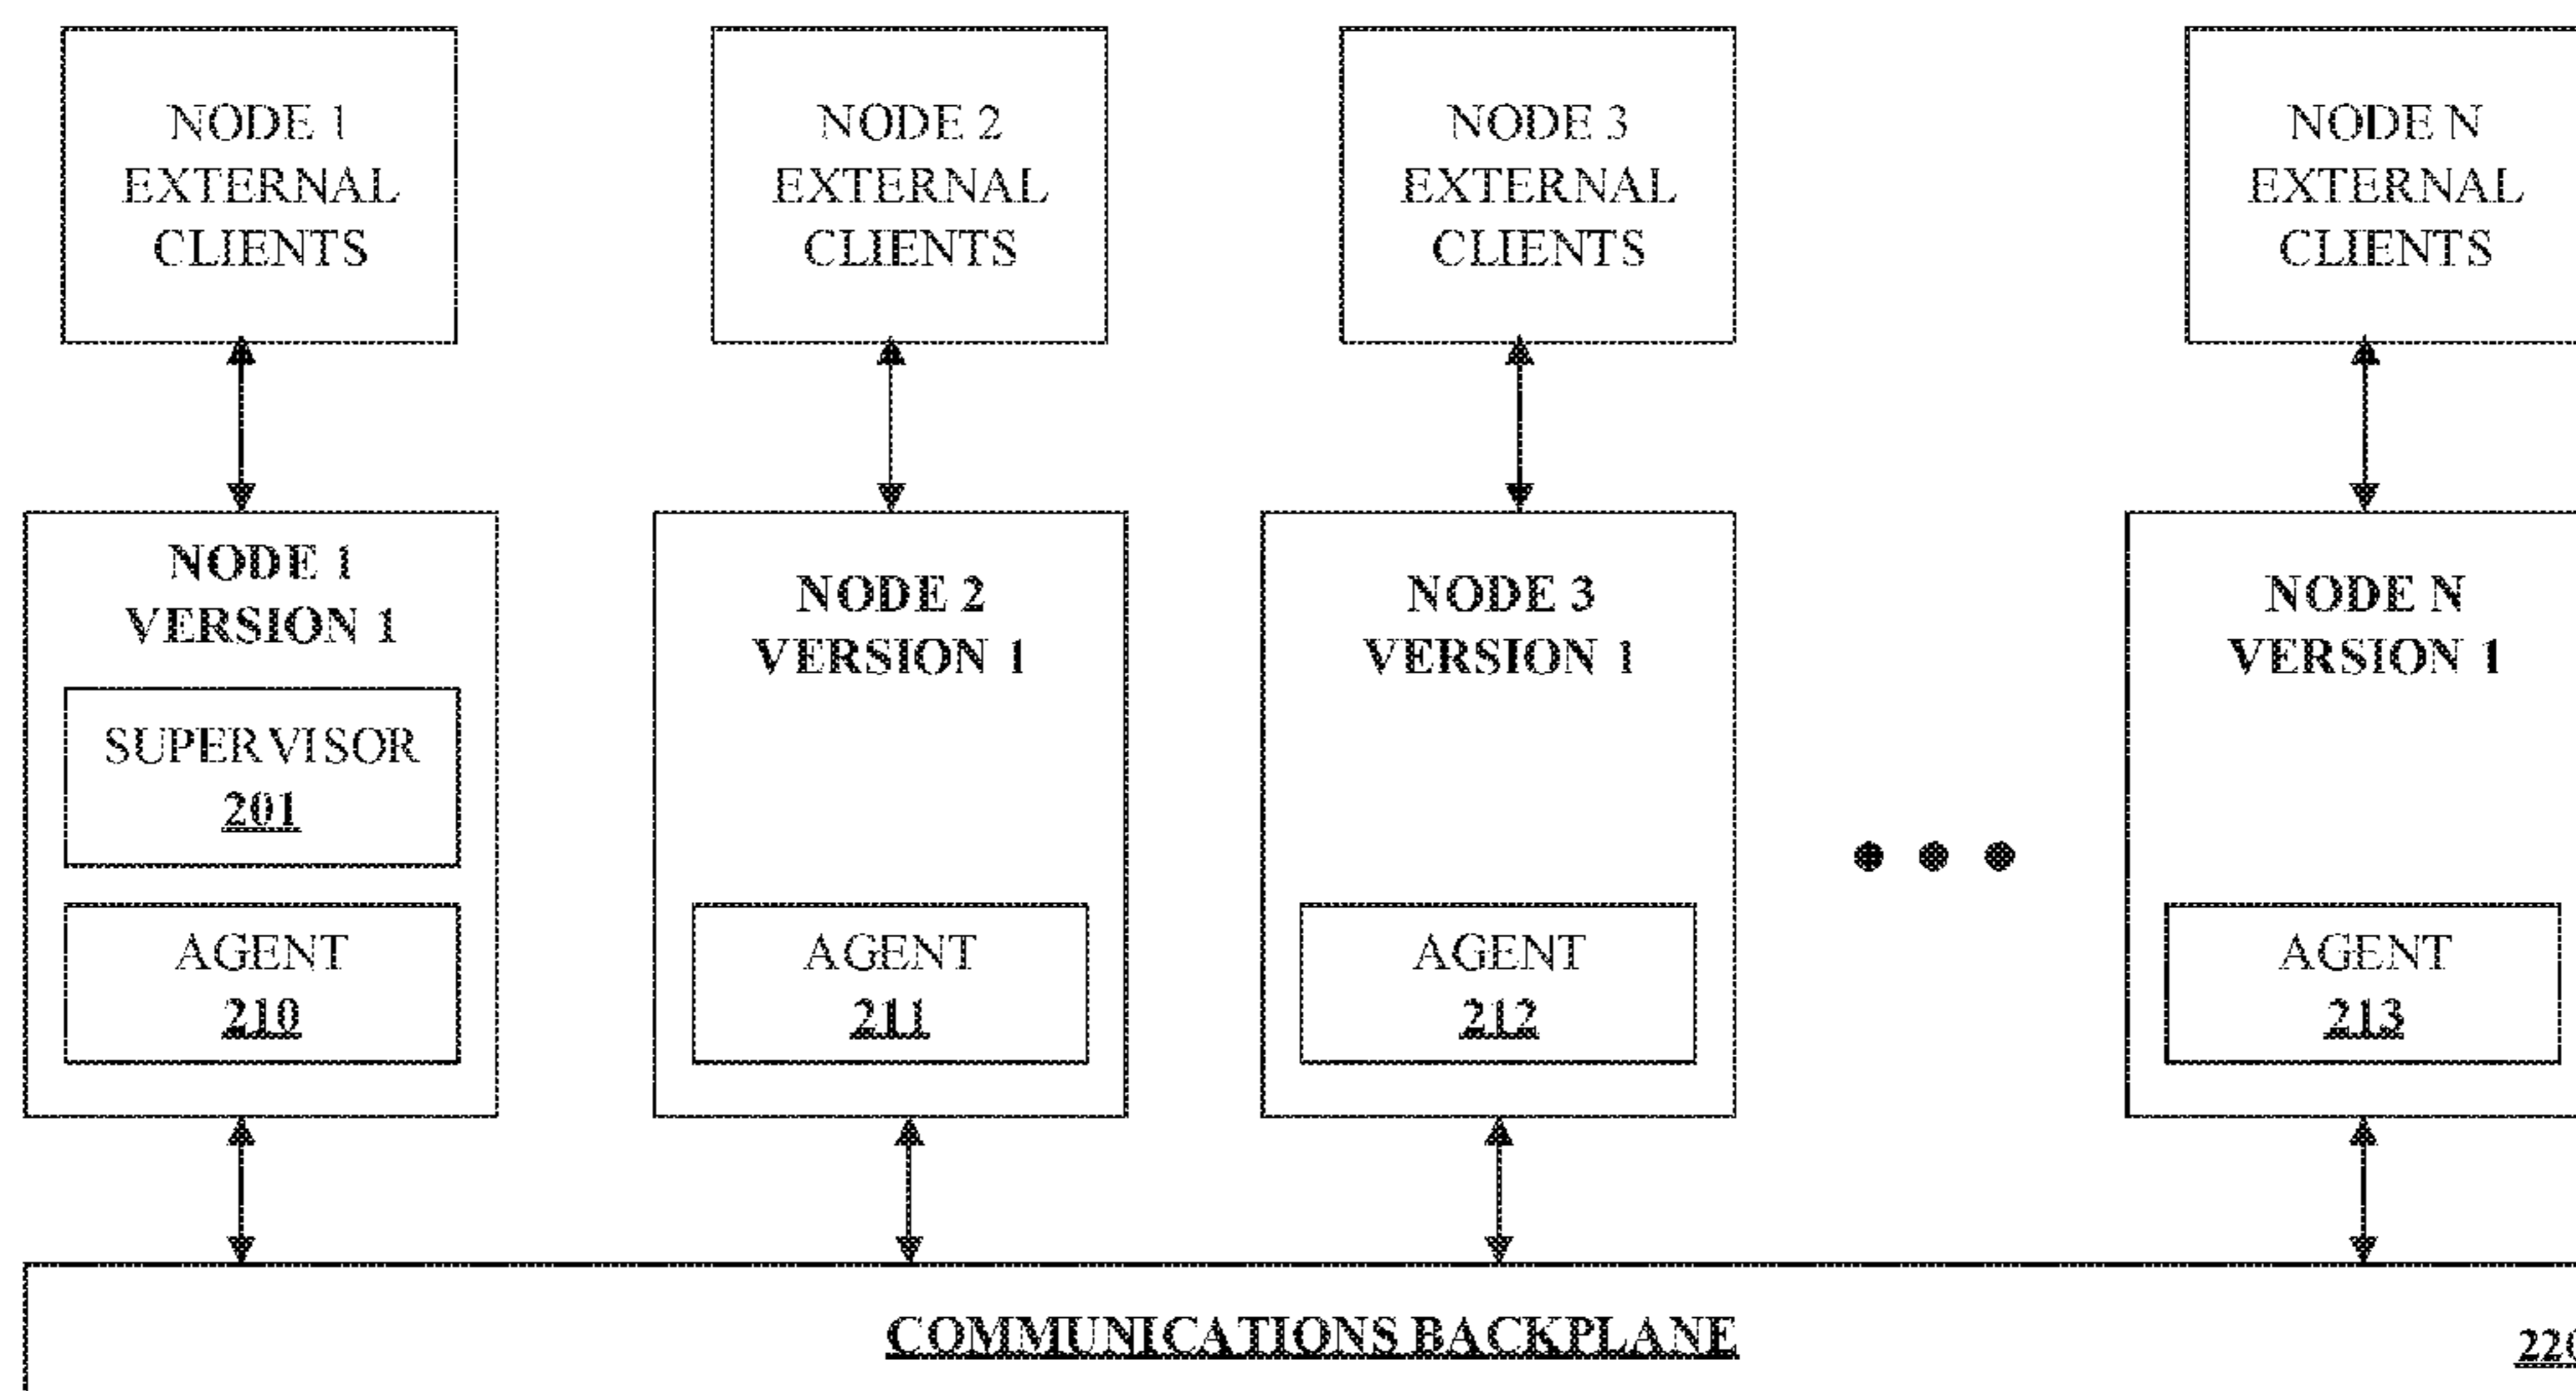 NODE 1
EXTERNAL
CLIENTS
NODE 2
EXTERNAL
CLIENTS
NODE 3
EXTERNAL
CLIENTS
NODE N
EXTERNAL
CLIENTS
NODE 1
VERSION 1
SUPERVISOR
201
AGENT
210
NODE 2
VERSION 1
AGENT
211
NODE 3
VERSION 1
AGENT
212
NODE N
VERSION 1
AGENT
213
COMMUNICATIONS BACKPLANE
220